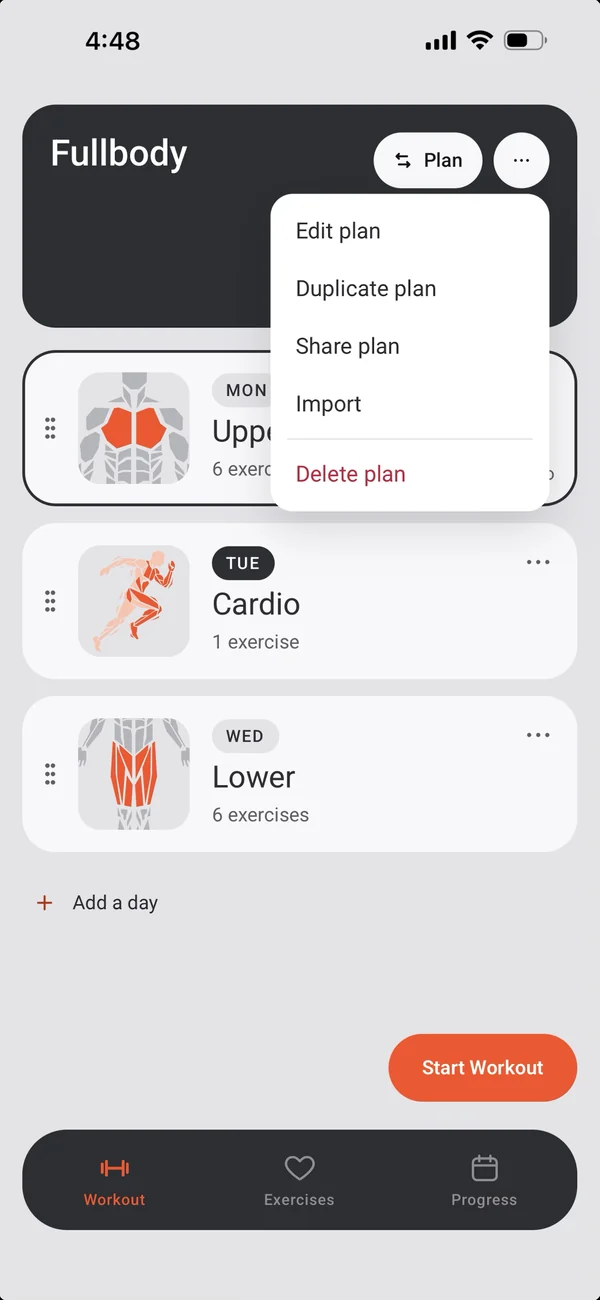 4:48
Fullbody
Plan
Edit plan
Duplicate plan
Share plan
Import
Delete plan
MON
6
TUE
Cardio
1 exercise
WED
Lower
6 exercises
Add a day
Start Workout
Workout
Exercises
Progress